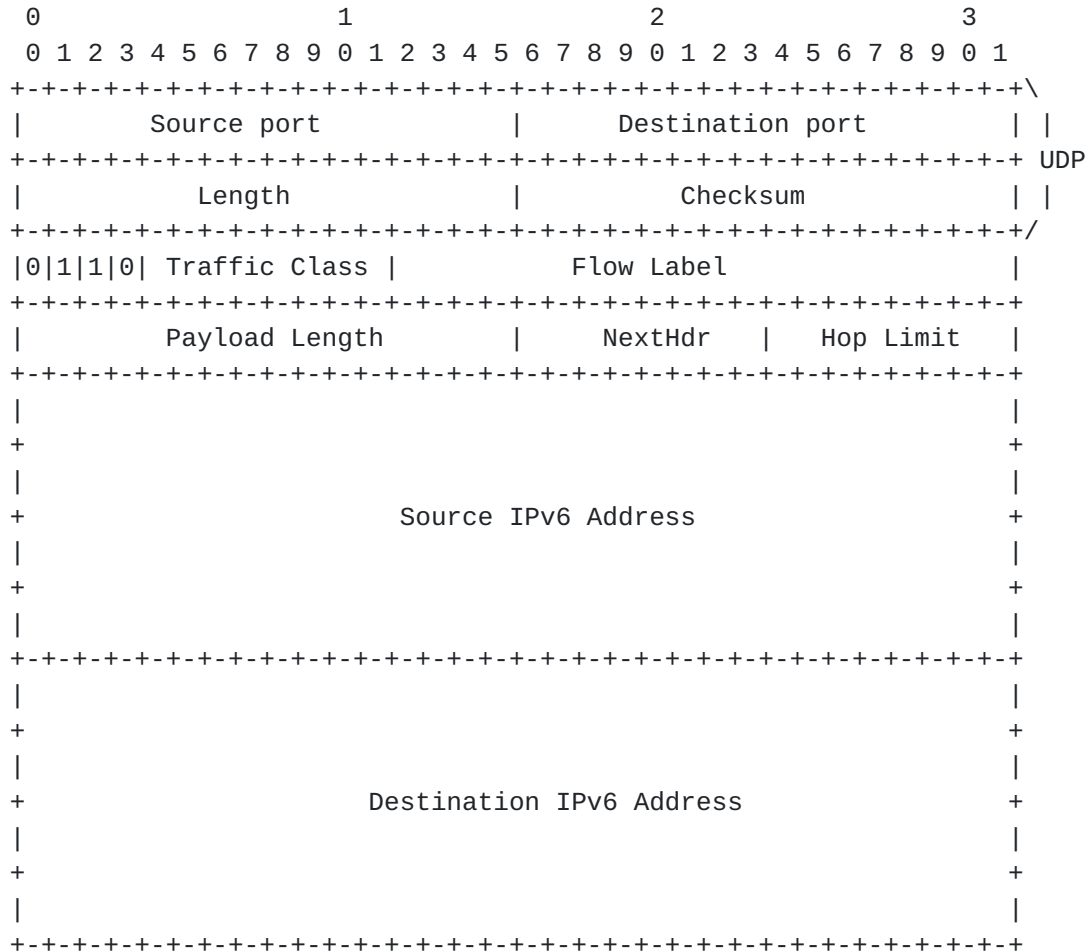 0                   1                   2                   3
 0 1 2 3 4 5 6 7 8 9 0 1 2 3 4 5 6 7 8 9 0 1 2 3 4 5 6 7 8 9 0 1
+-+-+-+-+-+-+-+-+-+-+-+-+-+-+-+-+-+-+-+-+-+-+-+-+-+-+-+-+-+-+-+-+\
|        Source port            |      Destination port         | |
+-+-+-+-+-+-+-+-+-+-+-+-+-+-+-+-+-+-+-+-+-+-+-+-+-+-+-+-+-+-+-+-+ UDP
|           Length              |          Checksum             | |
+-+-+-+-+-+-+-+-+-+-+-+-+-+-+-+-+-+-+-+-+-+-+-+-+-+-+-+-+-+-+-+-+/
|0|1|1|0| Traffic Class |           Flow Label                  |
+-+-+-+-+-+-+-+-+-+-+-+-+-+-+-+-+-+-+-+-+-+-+-+-+-+-+-+-+-+-+-+-+
|         Payload Length        |     NextHdr   |   Hop Limit   |
+-+-+-+-+-+-+-+-+-+-+-+-+-+-+-+-+-+-+-+-+-+-+-+-+-+-+-+-+-+-+-+-+
|                                                               |
+                                                               +
|                                                               |
+                        Source IPv6 Address                    +
|                                                               |
+                                                               +
|                                                               |
+-+-+-+-+-+-+-+-+-+-+-+-+-+-+-+-+-+-+-+-+-+-+-+-+-+-+-+-+-+-+-+-+
|                                                               |
+                                                               +
|                                                               |
+                      Destination IPv6 Address                 +
|                                                               |
+                                                               +
|                                                               |
+-+-+-+-+-+-+-+-+-+-+-+-+-+-+-+-+-+-+-+-+-+-+-+-+-+-+-+-+-+-+-+-+